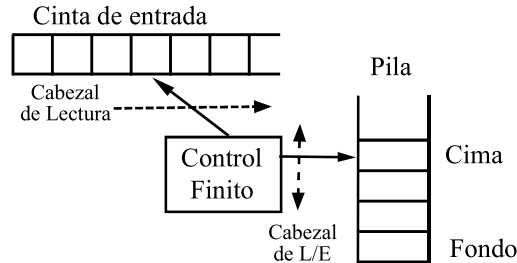 Cinta de entrada
Pila
Cabezal
de Lectura
Control
Finito
Cima
Cabezal
de L/E
Fondo